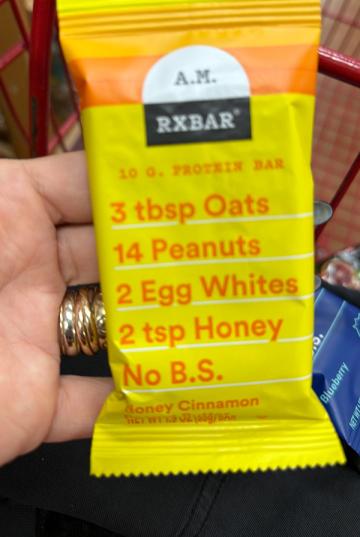 A.M.
RXBAR
10 G. PROTEIN BAR
3 tbsp Oats
14 Peanuts
2 Egg Whites
2 tsp Honey
No B.S.
Honey Cinnamon
Blueberry